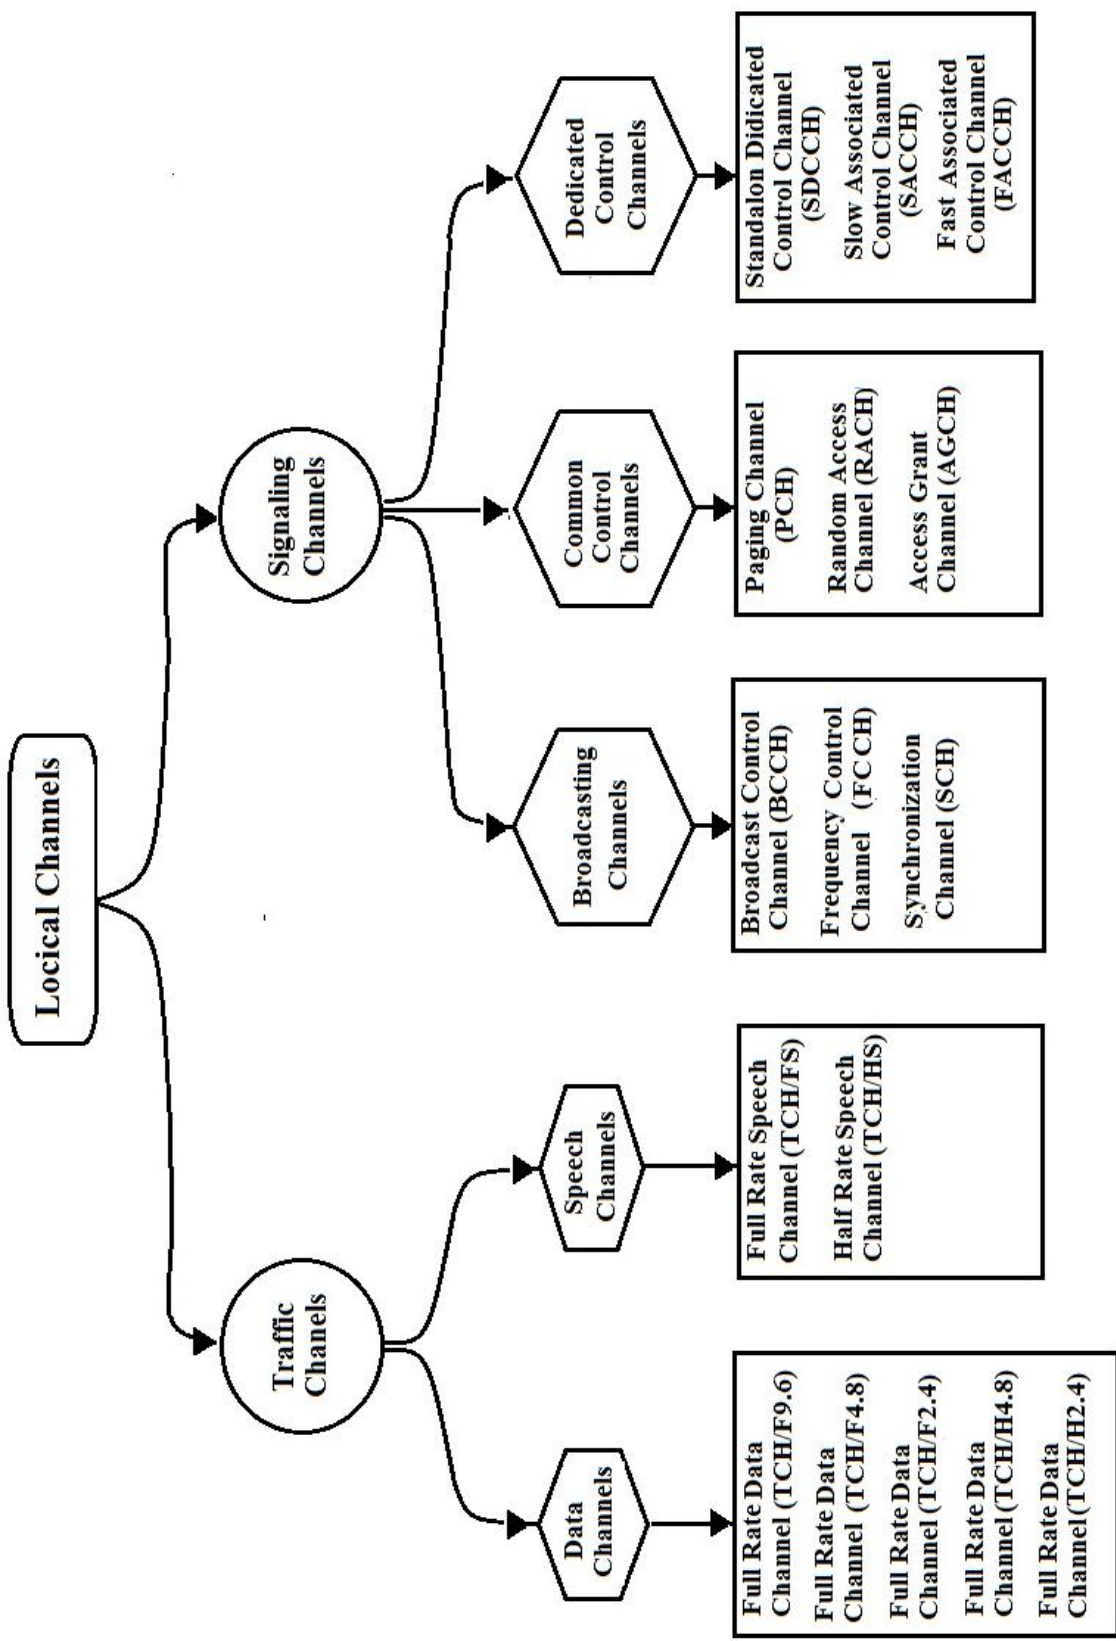 Locical Channels
Traffic
Chanels
Signaling
Channels
Data
Channels
Speech
Channels
Broadcasting
Channels
Common
Control
Channels
Dedicated
Control
Channels
Full Rate Data
Channel (TCH/F9.6)
Full Rate Data
Channel (TCH/F4.8)
Full Rate Data
Channel (TCH/F2.4)
Full Rate Data
Channel (TCH/H4.8)
Full Rate Data
Channel(TCH/H2.4)
Full Rate Speech
Channel (TCH/FS)
Half Rate Speech
Channel (TCH/HS)
Broadcast Control
Channel (BCCH)
Frequency Control
Channel (FCCH)
Synchronization
Channel (SCH)
Paging Channel
(PCH)
Random Access
Channel (RACH)
Access Grant
Channel (AGCH)
Standalon Didicated
Control Channel
(SDCCH)
Slow Associated
Control Channel
(SACCH)
Fast Associated
Control Channel
(FACCH)